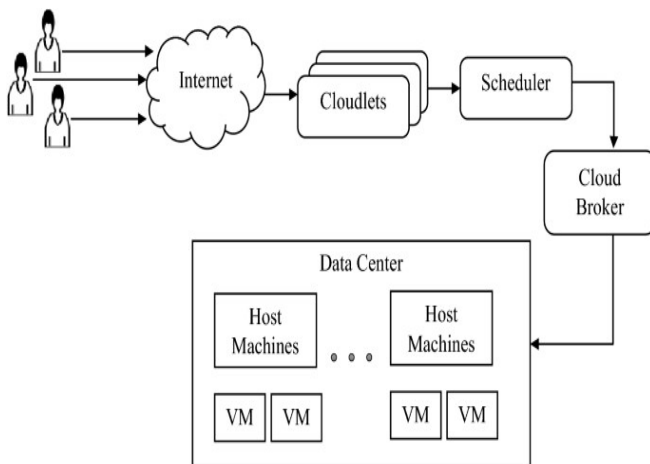 Internet
Cloudlets
Scheduler
Cloud
Broker
Data Center
Host
Machines
Host
Machines
VM
VM
VM
VM